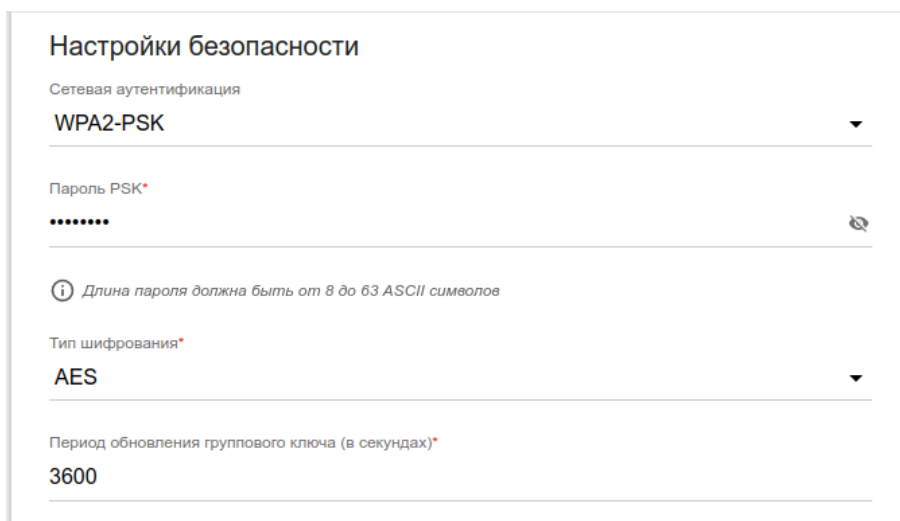 Настройки безопасности
Сетевая аутентификация
WPA2-PSK
Пароль PSK*
••••••••
Длина пароля должна быть от 8 до 63 ASCII символов
Тип шифрования*
AES
Период обновления группового ключа (в секундах)*
3600